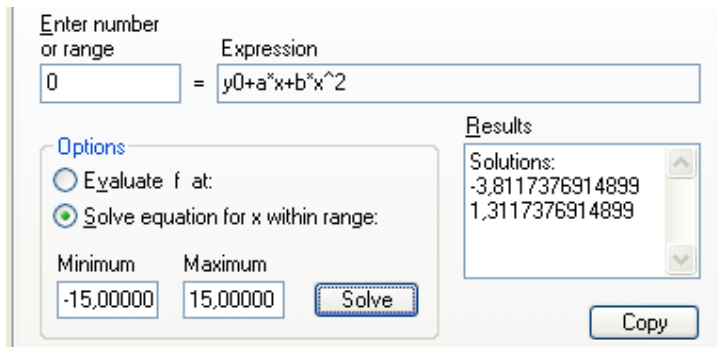 Enter number
or range
Expression
0 = y0+a*x+b*x^2
Options
Evaluate f at:
Solve equation for x within range:
Minimum Maximum
-15,00000 15,00000 Solve
Results
Solutions:
-3,8117376914899
1,3117376914899
Copy